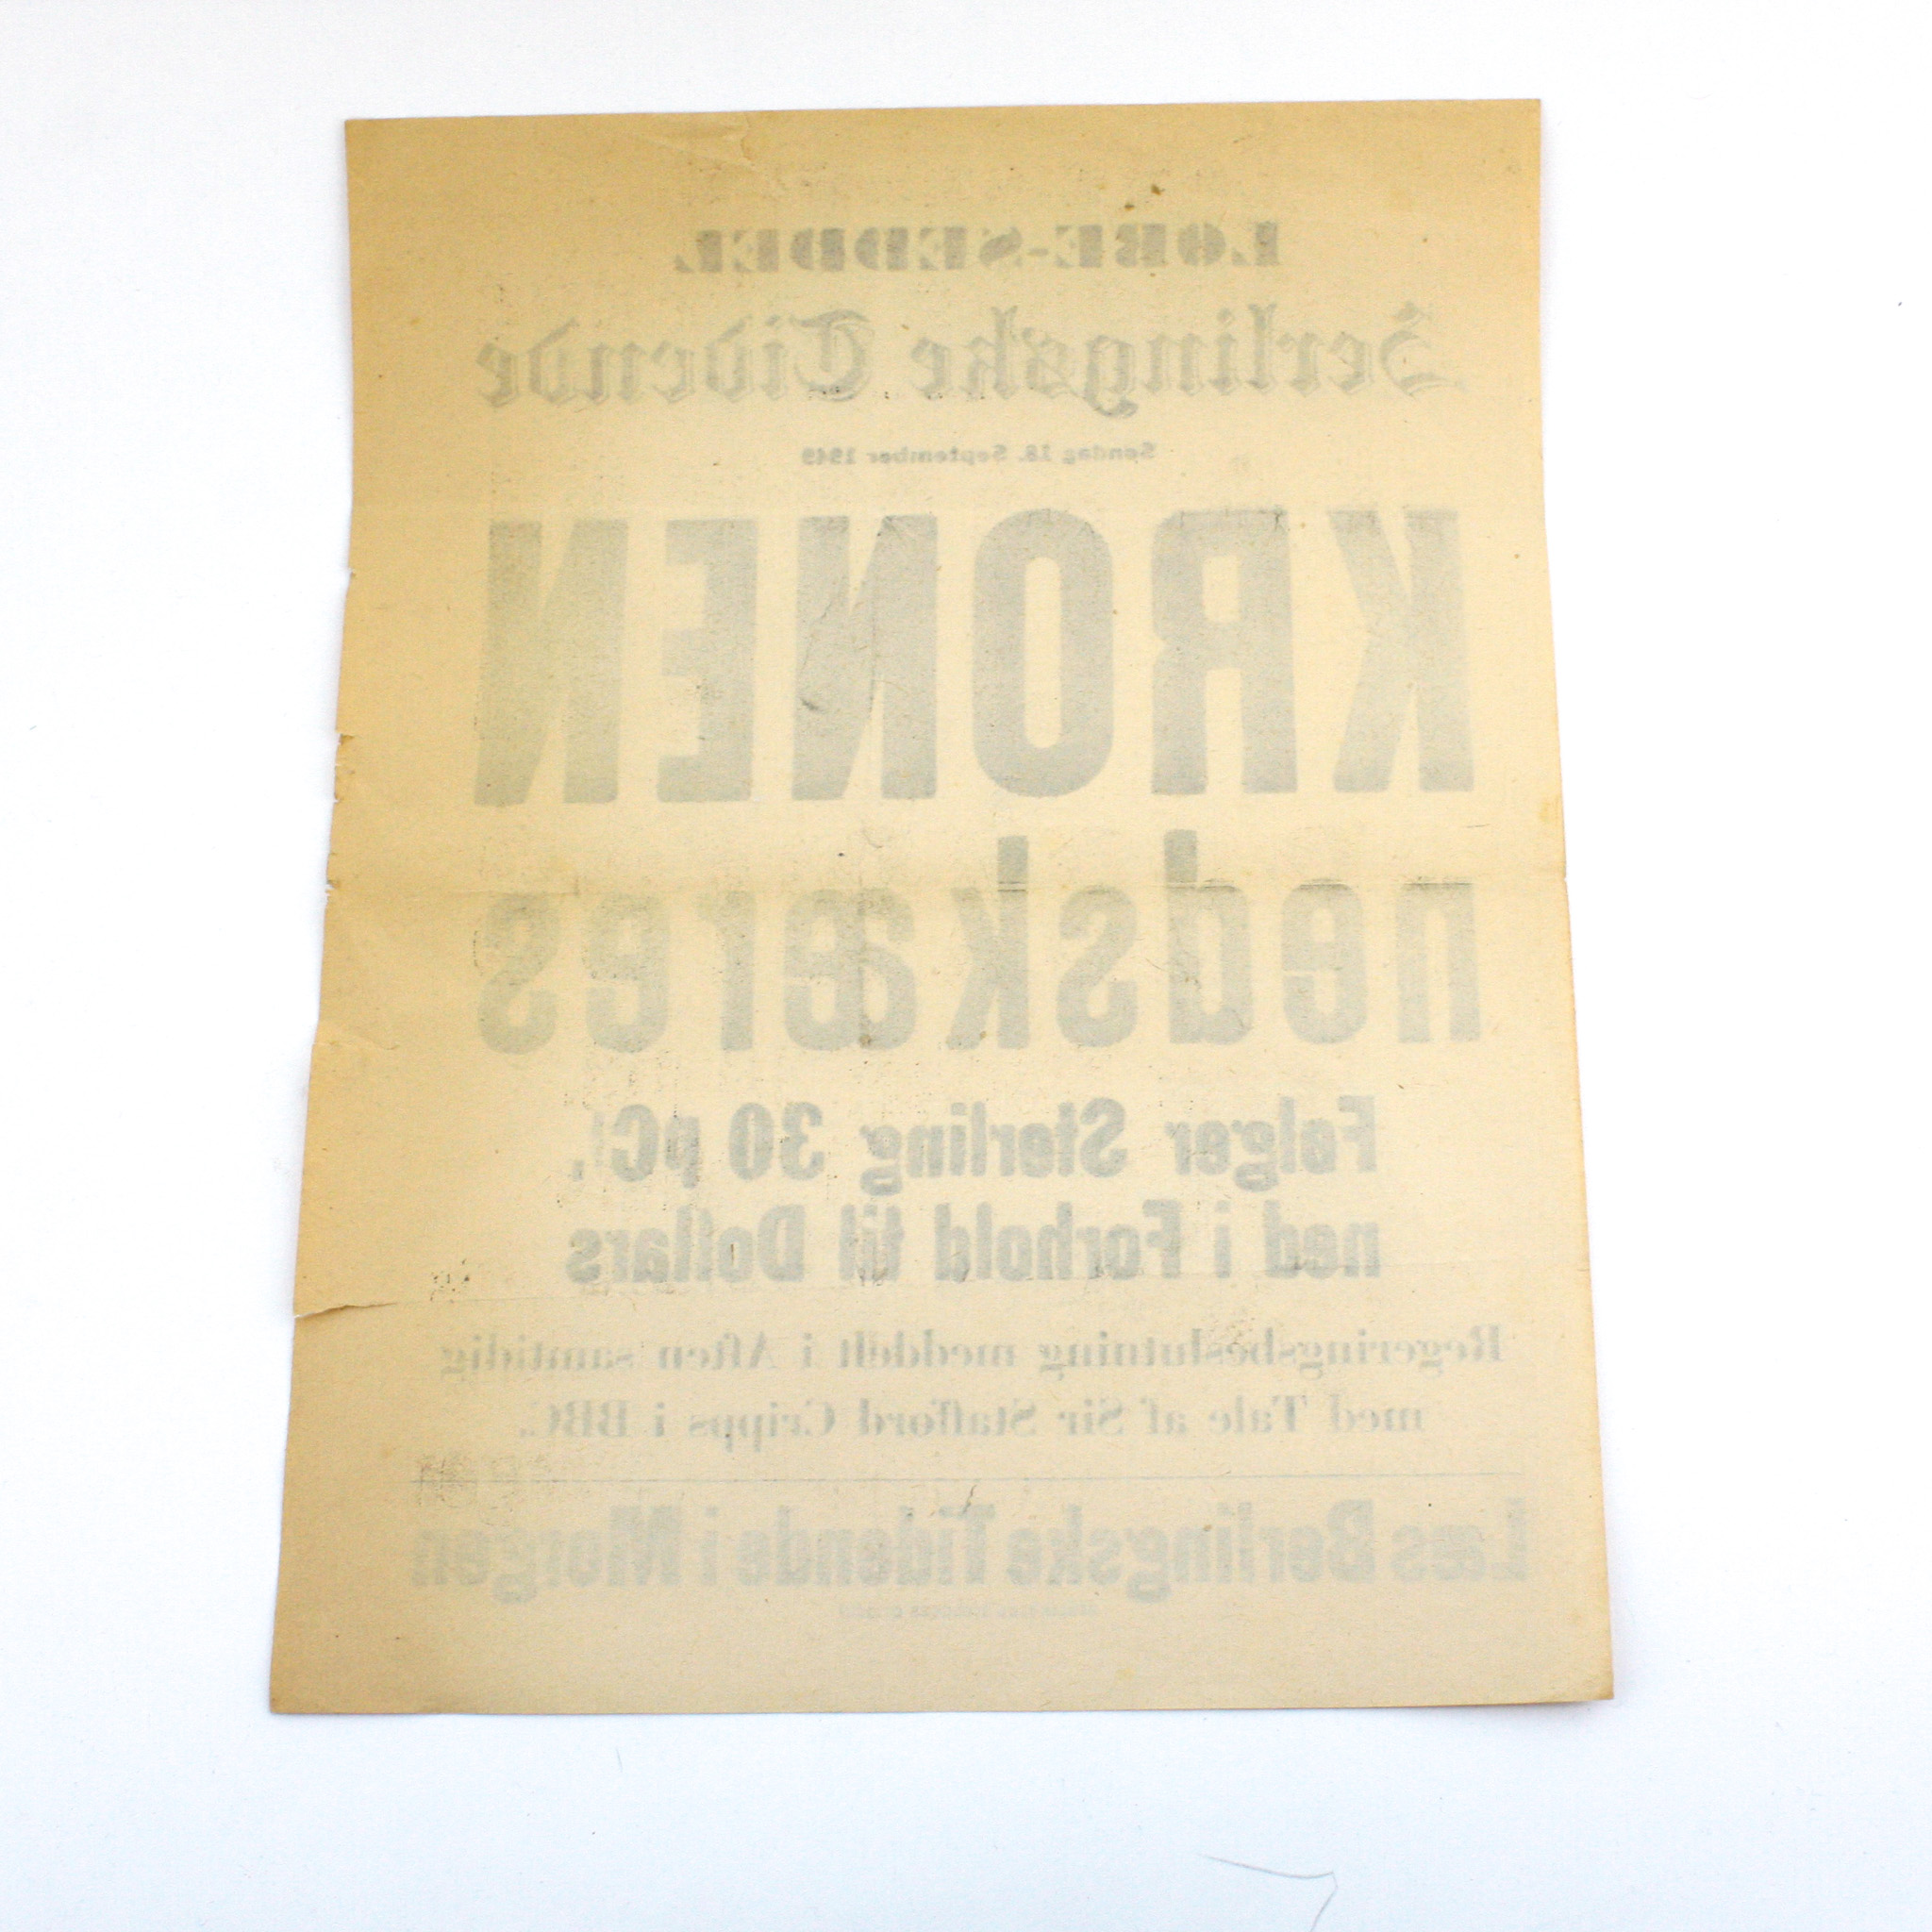 LØBE-SEDDEL
Berlingske Tidende
Søndag 18. September 1949
KRONEN
nedskæres
Følger Sterling 30 pCt.
ned i Forhold til Dollars
Regeringsbeslutning meddelt i Aften samtidig
med Tale af Sir Stafford Cripps i BBC.
Læs Berlingske Tidende i Morgen